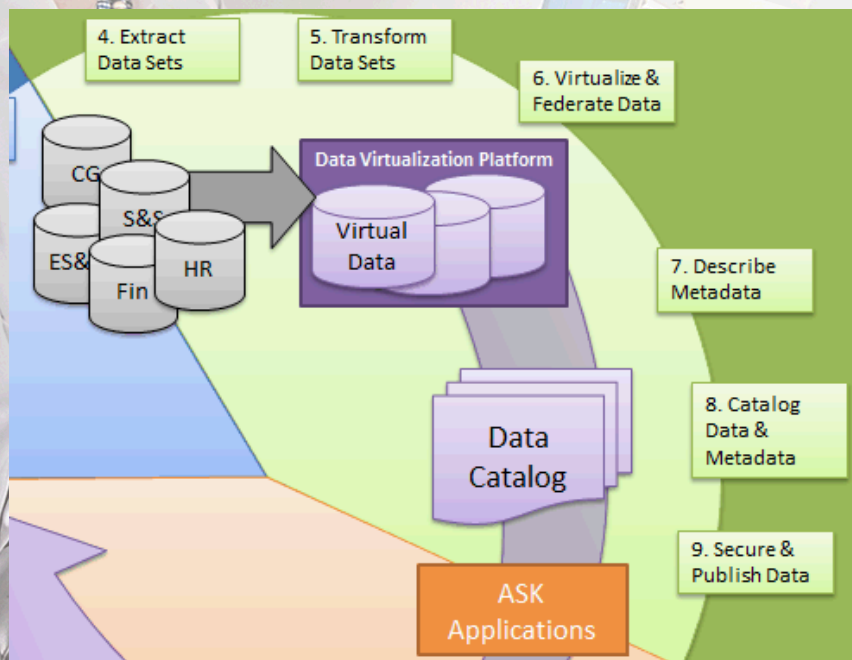 4. Extract
Data Sets
5. Transform
Data Sets
6. Virtualize &
Federate Data
Data Virtualization Platform
CG
S&S
Virtual
Data
ES&
HR
Fin
7. Describe
Metadata
8. Catalog
Data &
Metadata
Data
Catalog
9. Secure &
Publish Data
ASK
Applications